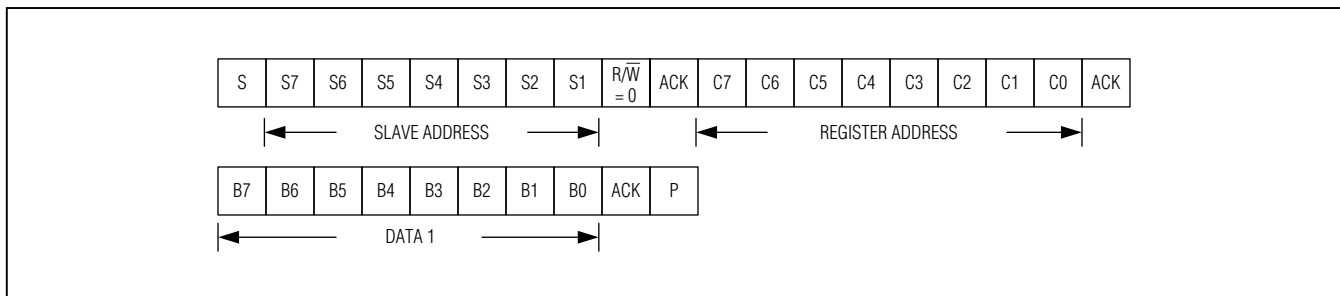 S S7 S6 S5 S4 S3 S2 S1 R/W̅ = 0 ACK C7 C6 C5 C4 C3 C2 C1 C0 ACK
SLAVE ADDRESS REGISTER ADDRESS
B7 B6 B5 B4 B3 B2 B1 B0 ACK P
DATA 1